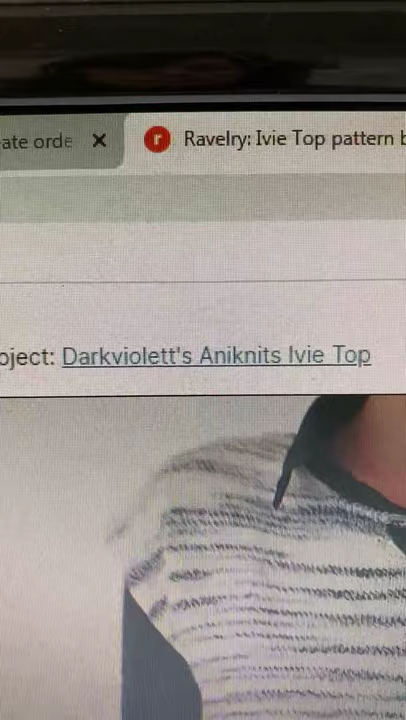 ate orde
r Ravelry: Ivie Top pattern b
oject: Darkviolett's Aniknits Ivie Top